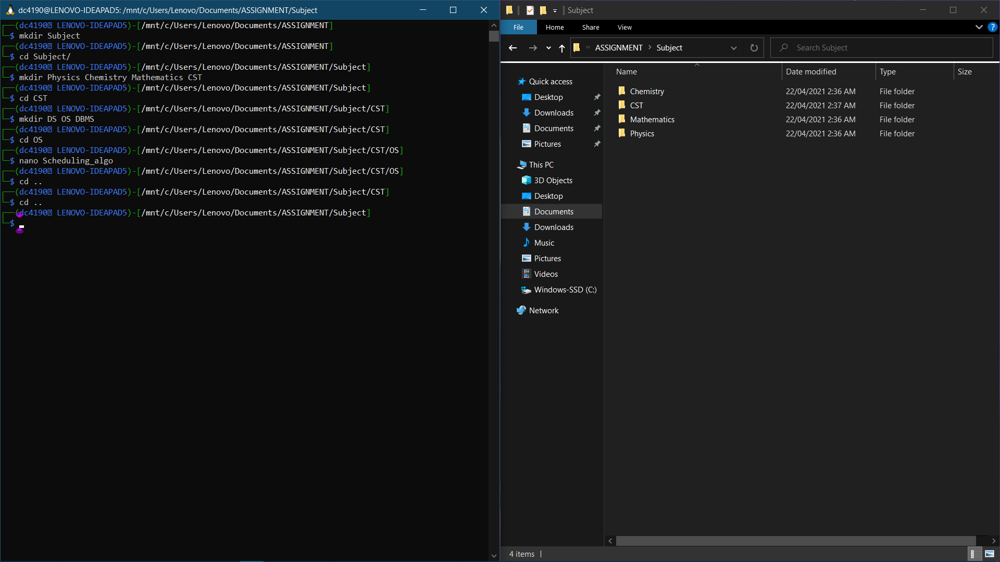 dc4190@LENOVO-IDEAPAD5: /mnt/c/Users/Lenovo/Documents/ASSIGNMENT/Subject
(dc4190 LENOVO-IDEAPAD5)-[/mnt/c/Users/Lenovo/Documents/ASSIGNMENT]
$ mkdir Subject
(dc4190 LENOVO-IDEAPAD5)-[/mnt/c/Users/Lenovo/Documents/ASSIGNMENT]
$ cd Subject/
(dc4190 LENOVO-IDEAPAD5)-[/mnt/c/Users/Lenovo/Documents/ASSIGNMENT/Subject]
$ mkdir Physics Chemistry Mathematics CST
(dc4190 LENOVO-IDEAPAD5)-[/mnt/c/Users/Lenovo/Documents/ASSIGNMENT/Subject]
$ cd CST
(dc4190 LENOVO-IDEAPAD5)-[/mnt/c/Users/Lenovo/Documents/ASSIGNMENT/Subject/CST]
$ mkdir DS OS DBMS
(dc4190 LENOVO-IDEAPAD5)-[/mnt/c/Users/Lenovo/Documents/ASSIGNMENT/Subject/CST]
$ cd OS
(dc4190 LENOVO-IDEAPAD5)-[/mnt/c/Users/Lenovo/Documents/ASSIGNMENT/Subject/CST/OS]
$ nano Scheduling_algo
(dc4190 LENOVO-IDEAPAD5)-[/mnt/c/Users/Lenovo/Documents/ASSIGNMENT/Subject/CST/OS]
$ cd ..
(dc4190 LENOVO-IDEAPAD5)-[/mnt/c/Users/Lenovo/Documents/ASSIGNMENT/Subject/CST]
$ cd ..
(dc4190 LENOVO-IDEAPAD5)-[/mnt/c/Users/Lenovo/Documents/ASSIGNMENT/Subject]
$
Subject
File Home Share View
« ASSIGNMENT > Subject
Search Subject
Quick access
Desktop
Downloads
Documents
Pictures
This PC
3D Objects
Desktop
Documents
Downloads
Music
Pictures
Videos
Windows-SSD (C:)
Network
Name Date modified Type Size
Chemistry 22/04/2021 2:36 AM File folder
CST 22/04/2021 2:37 AM File folder
Mathematics 22/04/2021 2:36 AM File folder
Physics 22/04/2021 2:36 AM File folder
4 items